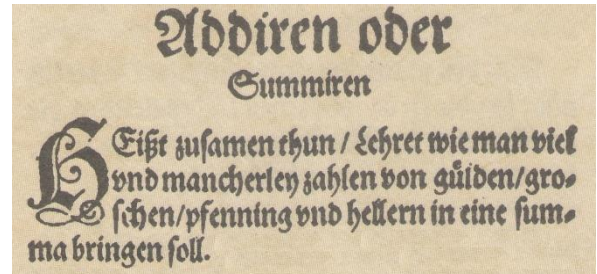 Addiren oder
Summiren
HEißt zusamen thun / Lehret wie man viel
vnd mancherley zahlen von gülden/gro⸗
schen/pfenning vnd hellern in eine sum⸗
ma bringen soll.